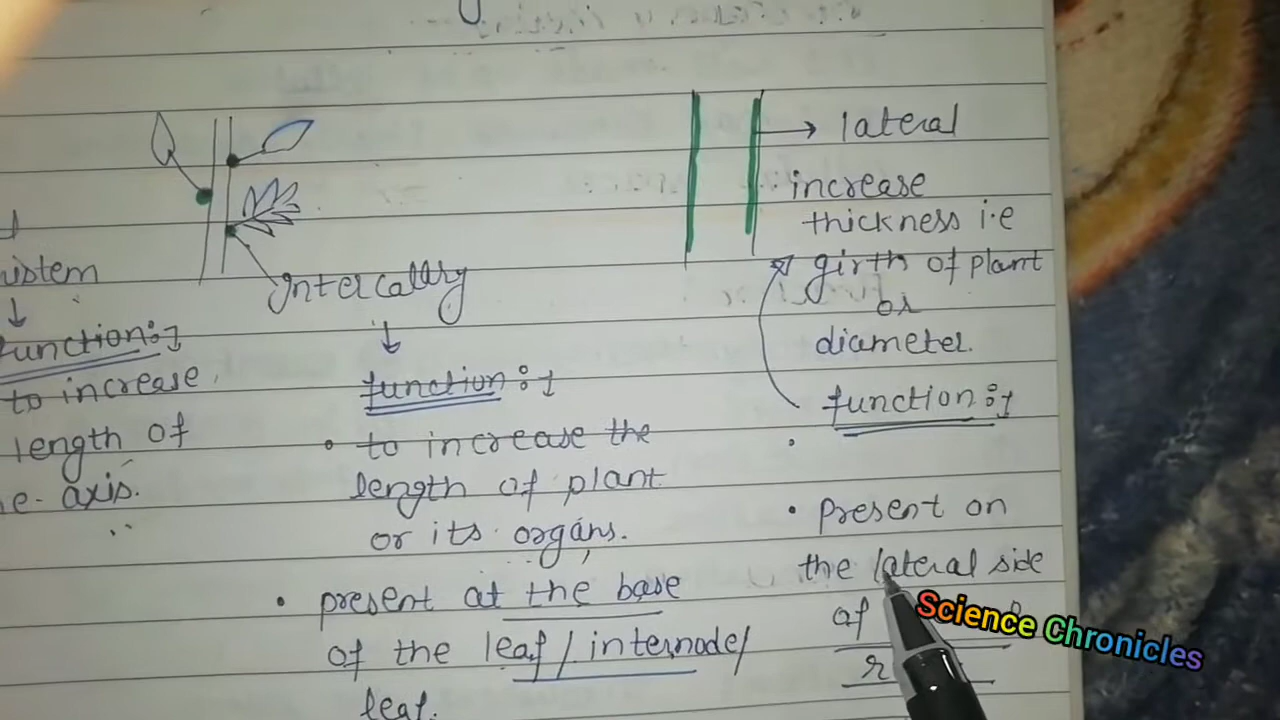 istem
function:-
to increase
length of
e. axis.
Intercallary
function:-
• to increase the
length of plant
or its organs.
• present at the base
of the leaf/internode/
leaf.
lateral
increase
thickness i.e
girth of plant
or
diameter.
function:-
• present on
the lateral side
of
Science Chronicles